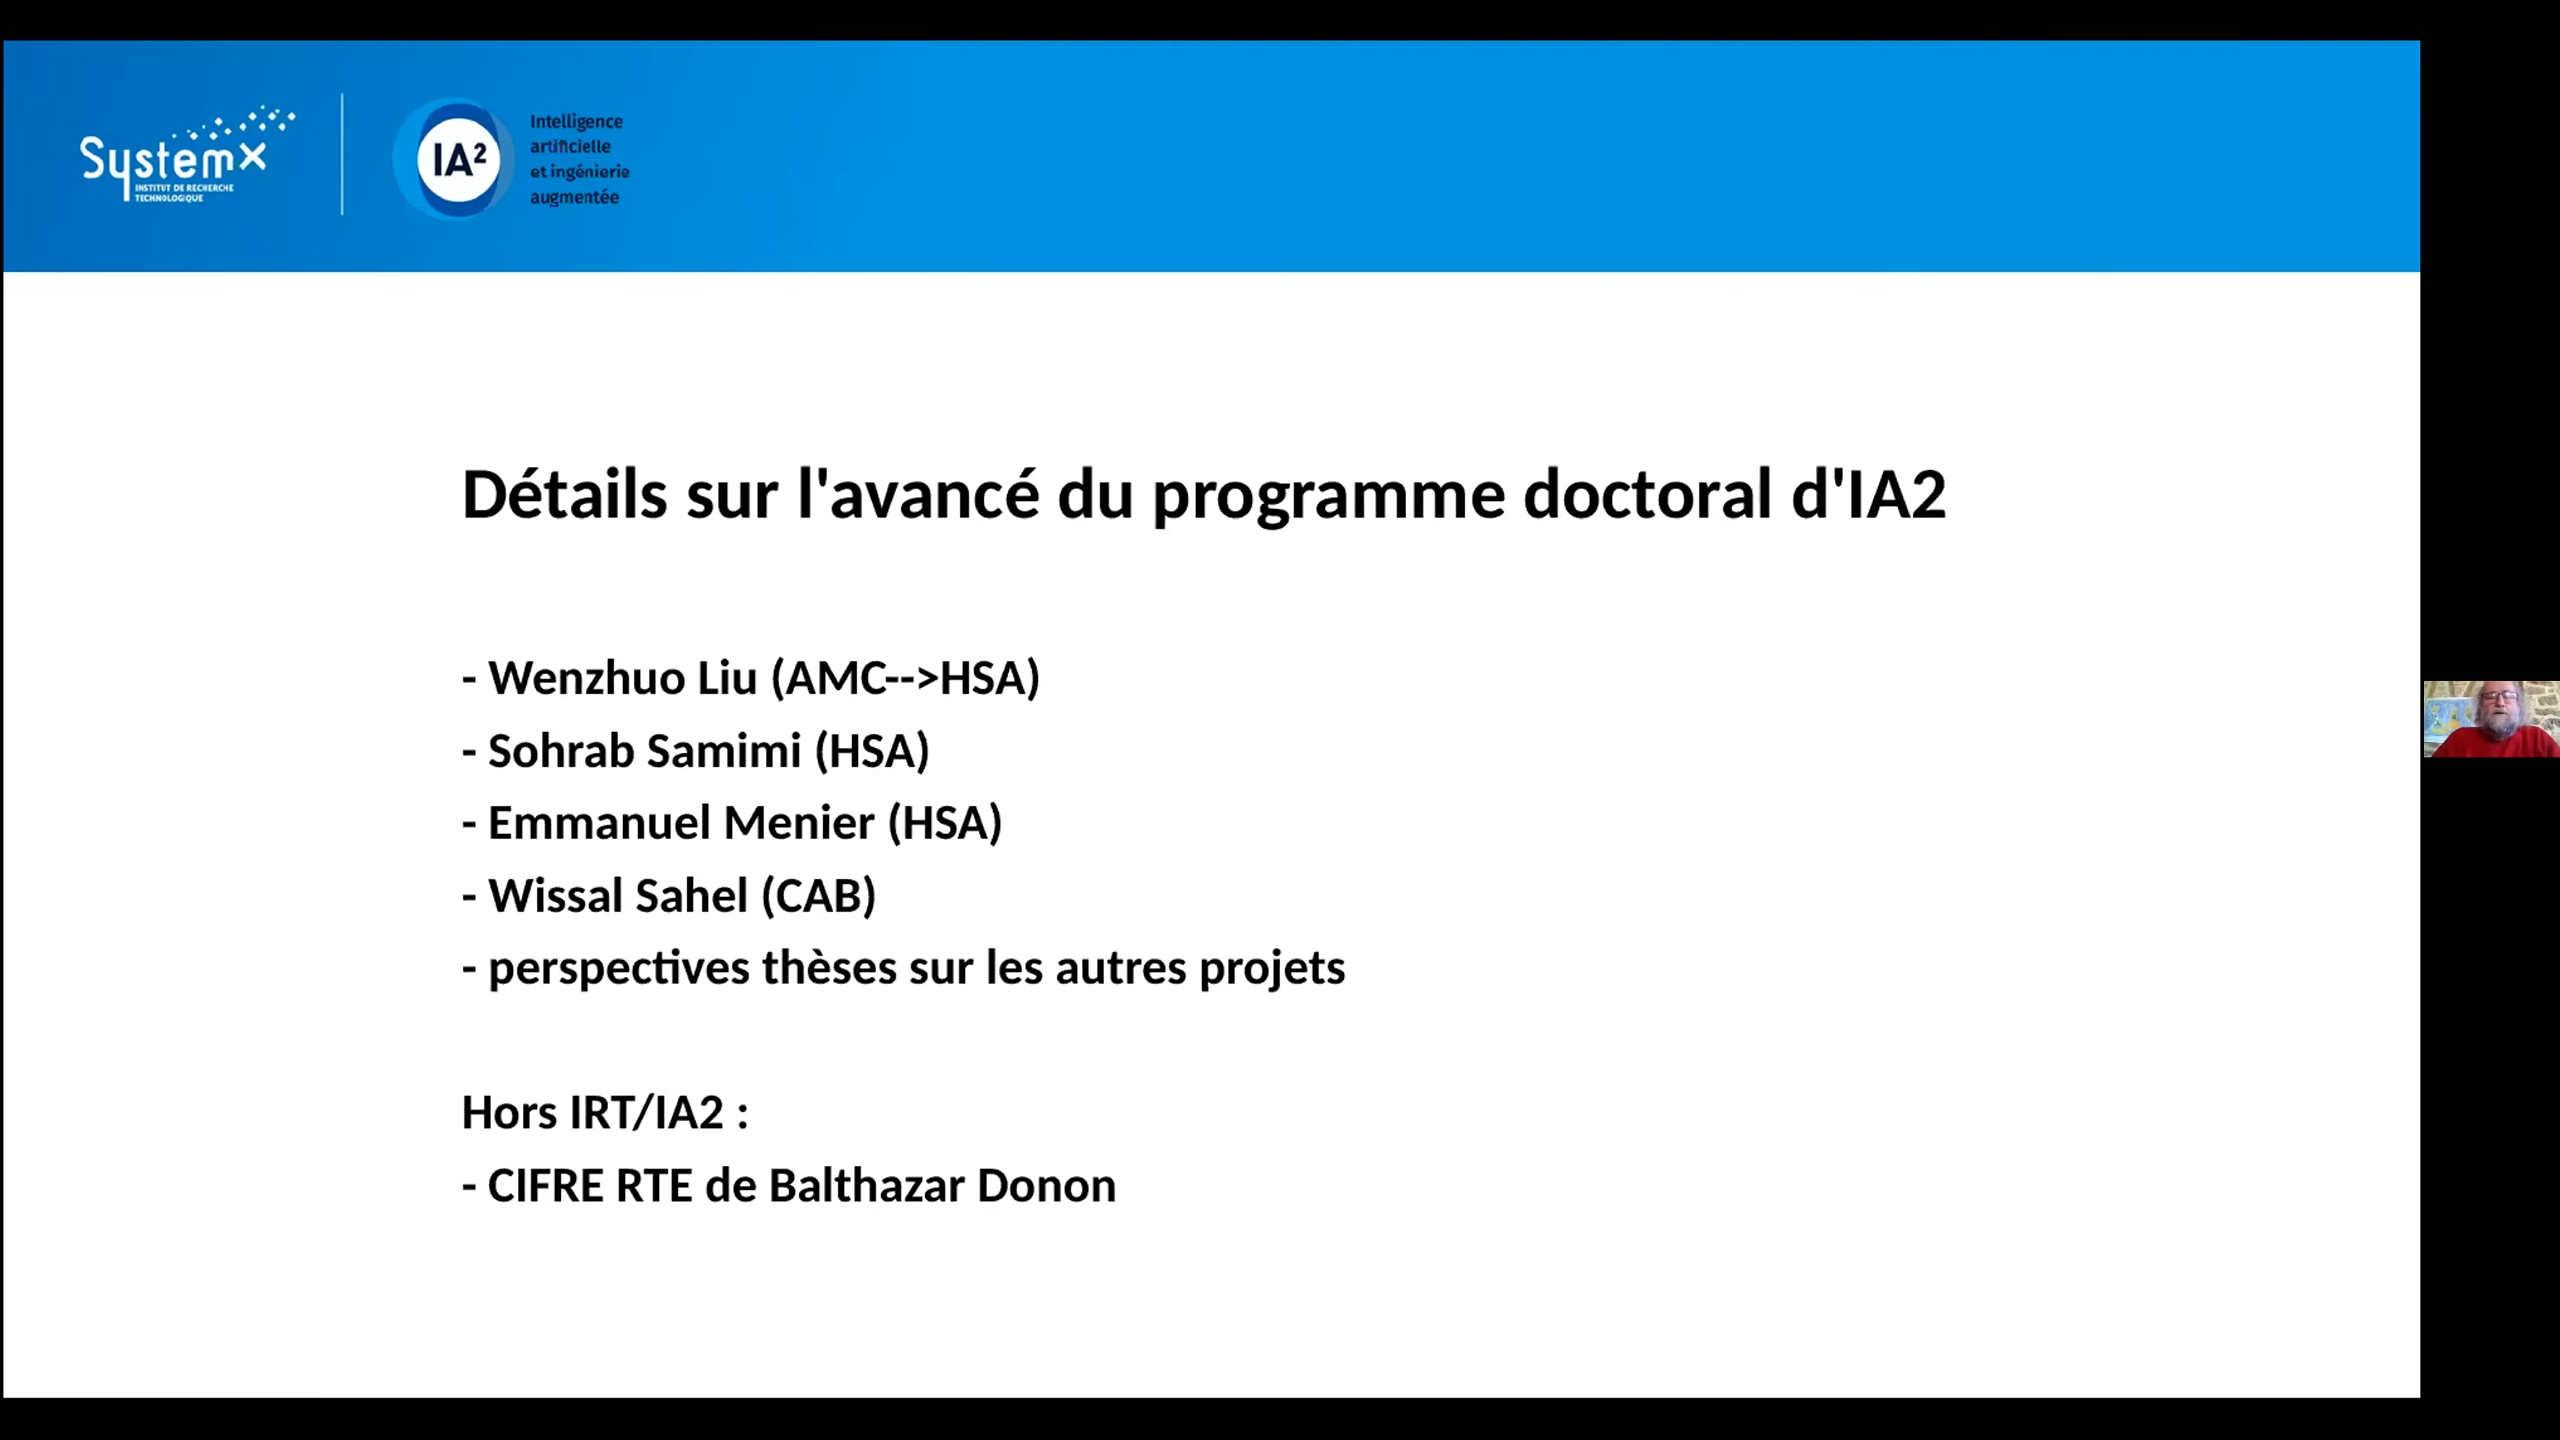 Systemx
INSTITUT DE RECHERCHE
TECHNOLOGIQUE
IA²
Intelligence
artificielle
et ingénierie
augmentée
Détails sur l'avancé du programme doctoral d'IA2
- Wenzhuo Liu (AMC-->HSA)
- Sohrab Samimi (HSA)
- Emmanuel Menier (HSA)
- Wissal Sahel (CAB)
- perspectives thèses sur les autres projets
Hors IRT/IA2 :
- CIFRE RTE de Balthazar Donon